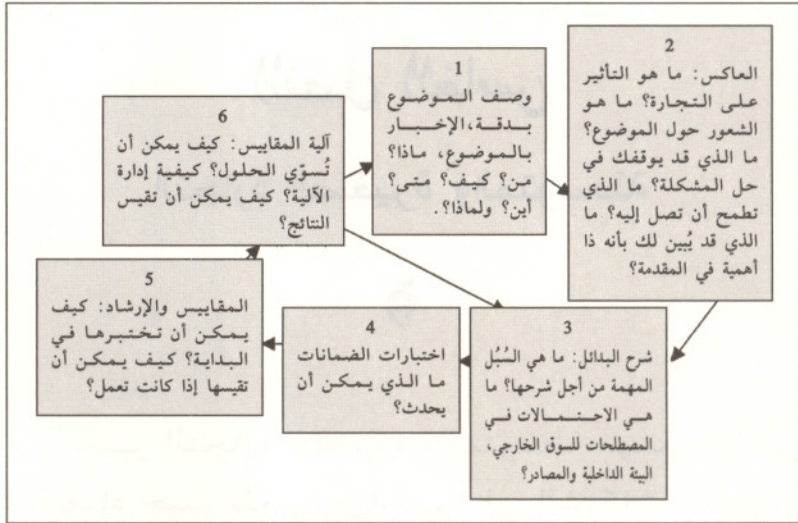 1
وصف الموضوع
بدقة، الإخبار
بالموضوع، ماذا؟
من؟ كيف؟ متى؟
أين؟ ولماذا؟.
2
العاكس: ما هو التأثير
على التجارة؟ ما هو
الشعور حول الموضوع؟
ما الذي قد يوقفك في
حل المشكلة؟ ما الذي
تطمح أن تصل إليه؟ ما
الذي قد يُبين لك بأنه ذا
أهمية في المقدمة؟
3
شرح البدائل: ما هي السُبُل
المهمة من أجل شرحها؟ ما
هي الاحتمالات في
المصطلحات للسوق الخارجي،
البيئة الداخلية والمصادر؟
4
اختبارات الضمانات
ما الذي يمكن أن
يحدث؟
5
المقاييس والإرشاد: كيف
يمكن أن تختبرها في
البداية؟ كيف يمكن أن
تقيسها إذا كانت تعمل؟
6
آلية المقاييس: كيف يمكن أن
تُسوّي الحلول؟ كيفية إدارة
الآلية؟ كيف يمكن أن تقيس
النتائج؟